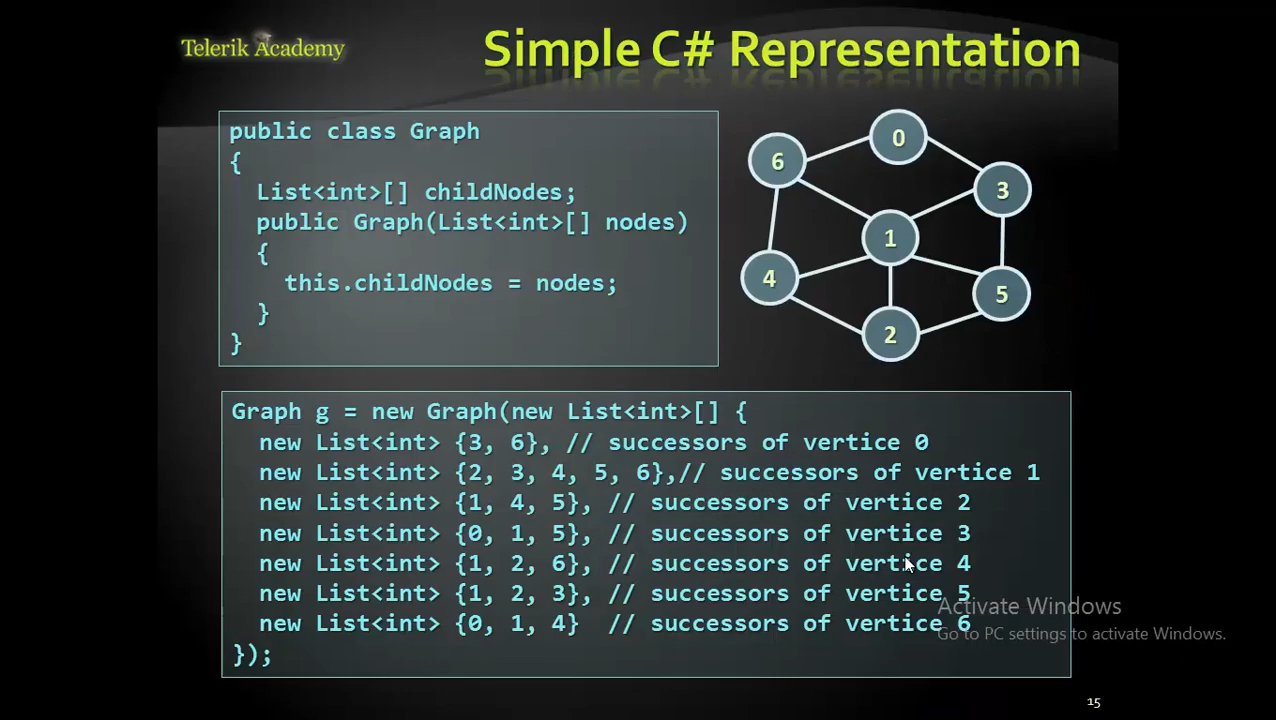 Telerik Academy
Simple C# Representation
public class Graph
{
  List<int>[] childNodes;
  public Graph(List<int>[] nodes)
  {
    this.childNodes = nodes;
  }
}
0
6
3
1
4
5
2
Graph g = new Graph(new List<int>[] {
  new List<int> {3, 6}, // successors of vertice 0
  new List<int> {2, 3, 4, 5, 6},// successors of vertice 1
  new List<int> {1, 4, 5}, // successors of vertice 2
  new List<int> {0, 1, 5}, // successors of vertice 3
  new List<int> {1, 2, 6}, // successors of vertice 4
  new List<int> {1, 2, 3}, // successors of vertice 5
  new List<int> {0, 1, 4}  // successors of vertice 6
});
Activate Windows
Go to PC settings to activate Windows.
15